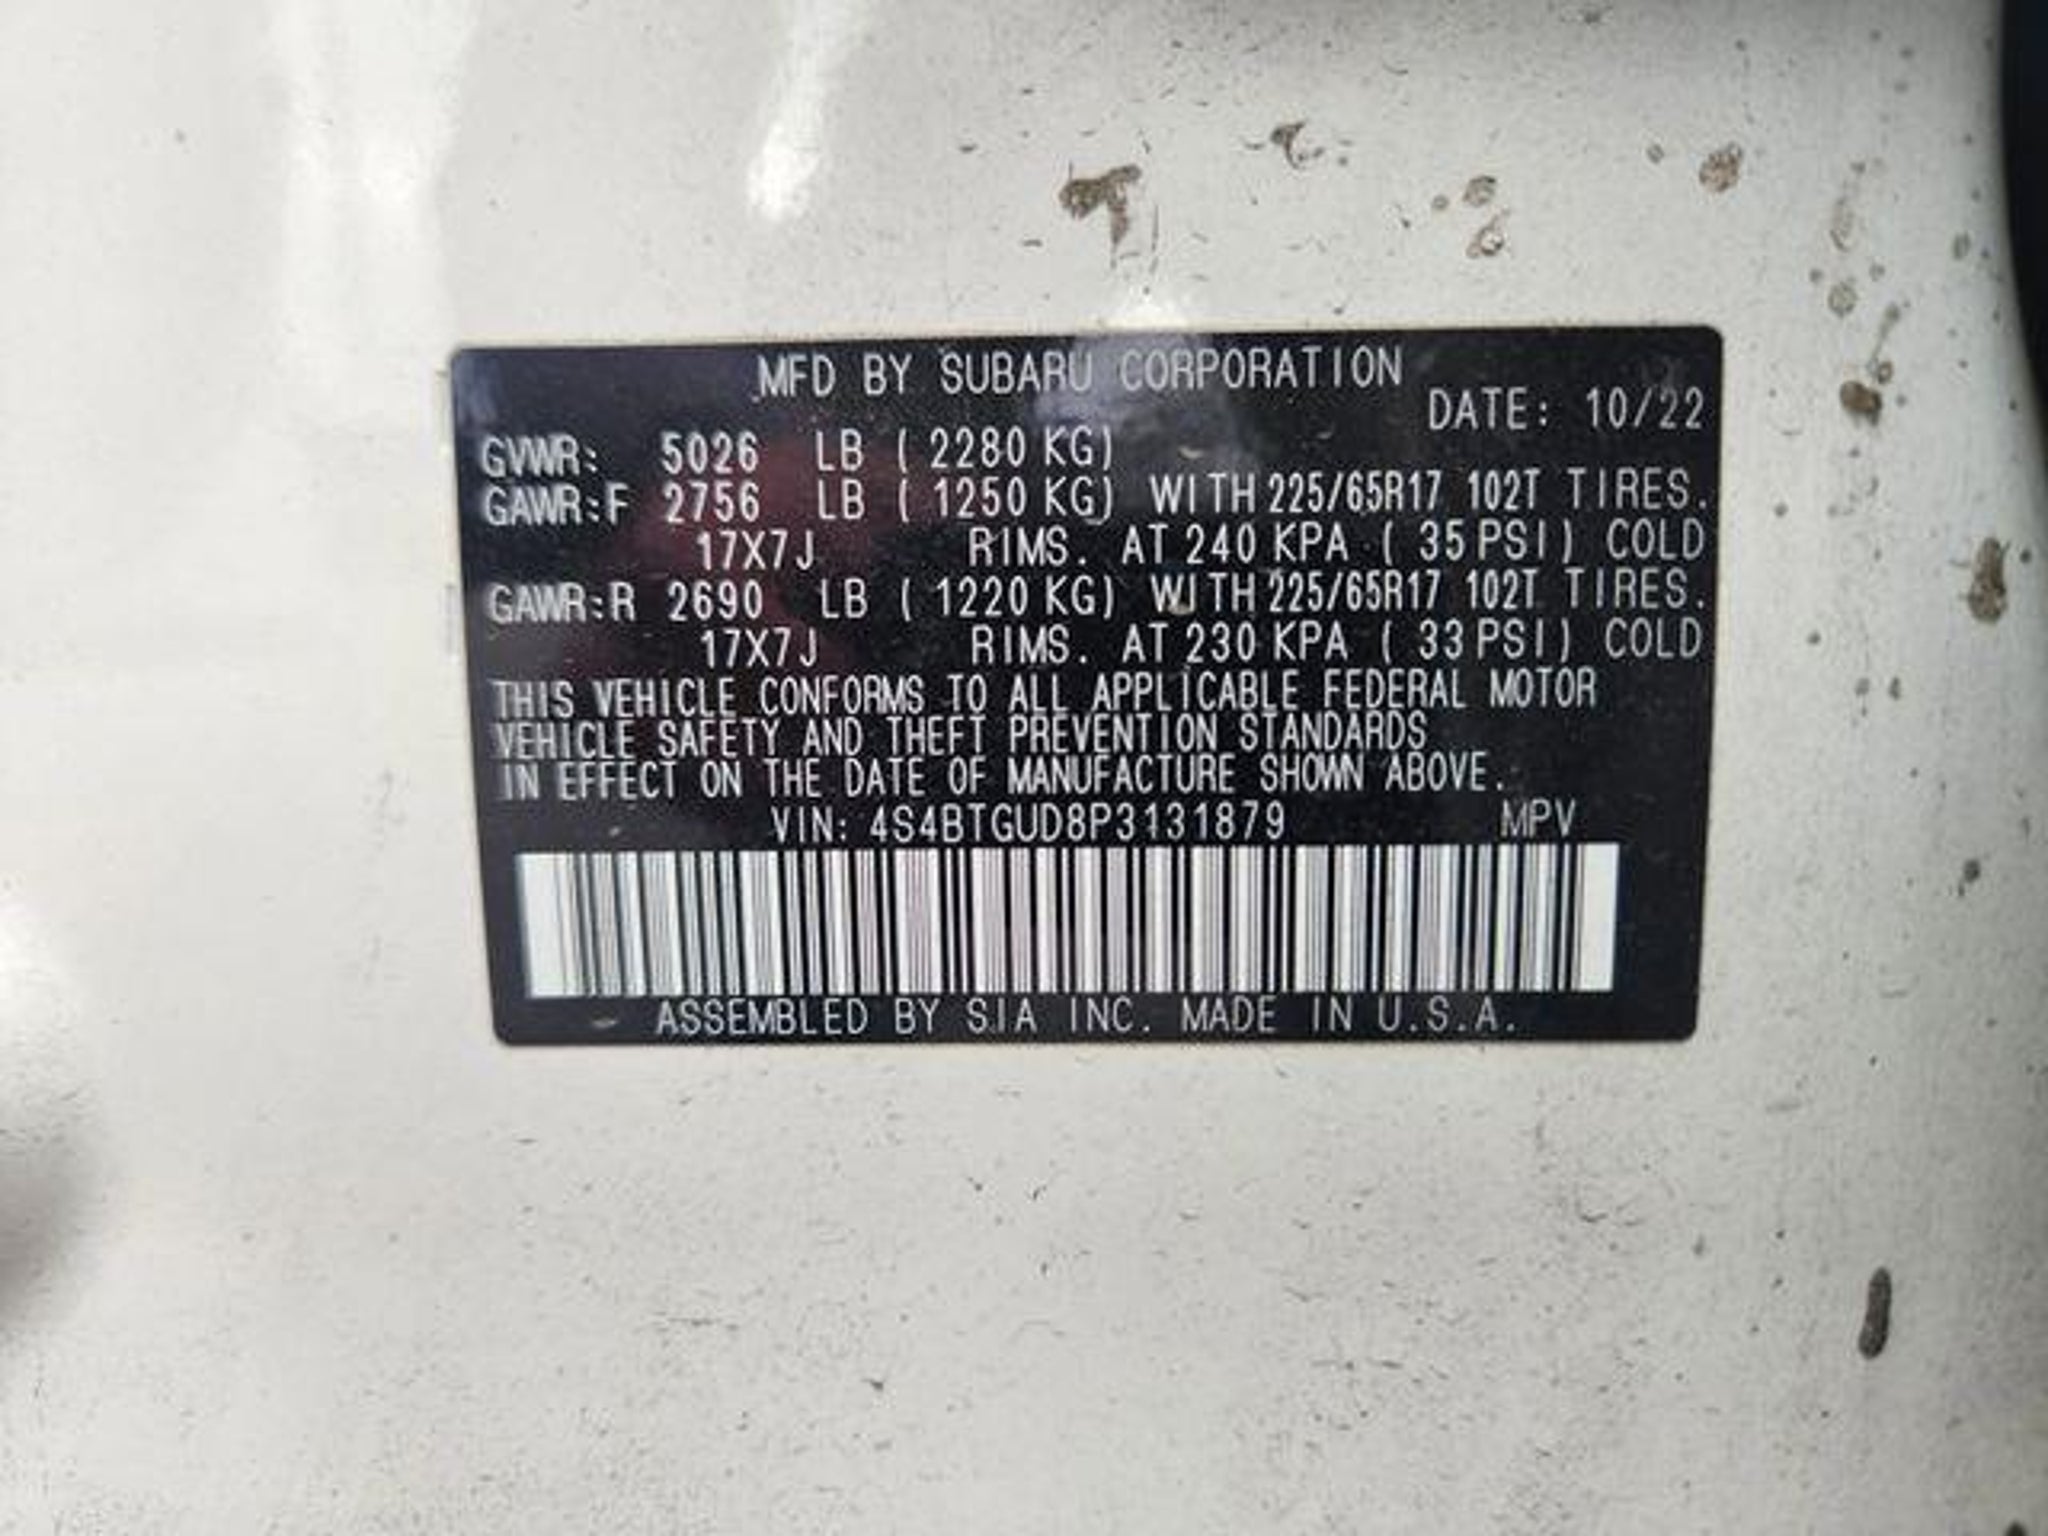 MFD BY SUBARU CORPORATION
DATE: 10/22
GVWR: 5026 LB ( 2280 KG)
GAWR:F 2756 LB ( 1250 KG) WITH 225/65R17 102T TIRES.
17X7J RIMS. AT 240 KPA ( 35 PSI) COLD
GAWR:R 2690 LB ( 1220 KG) WITH 225/65R17 102T TIRES.
17X7J RIMS. AT 230 KPA ( 33 PSI) COLD
THIS VEHICLE CONFORMS TO ALL APPLICABLE FEDERAL MOTOR
VEHICLE SAFETY AND THEFT PREVENTION STANDARDS
IN EFFECT ON THE DATE OF MANUFACTURE SHOWN ABOVE.
VIN: 4S4BTGUD8P3131879 MPV
ASSEMBLED BY SIA INC. MADE IN U.S.A.